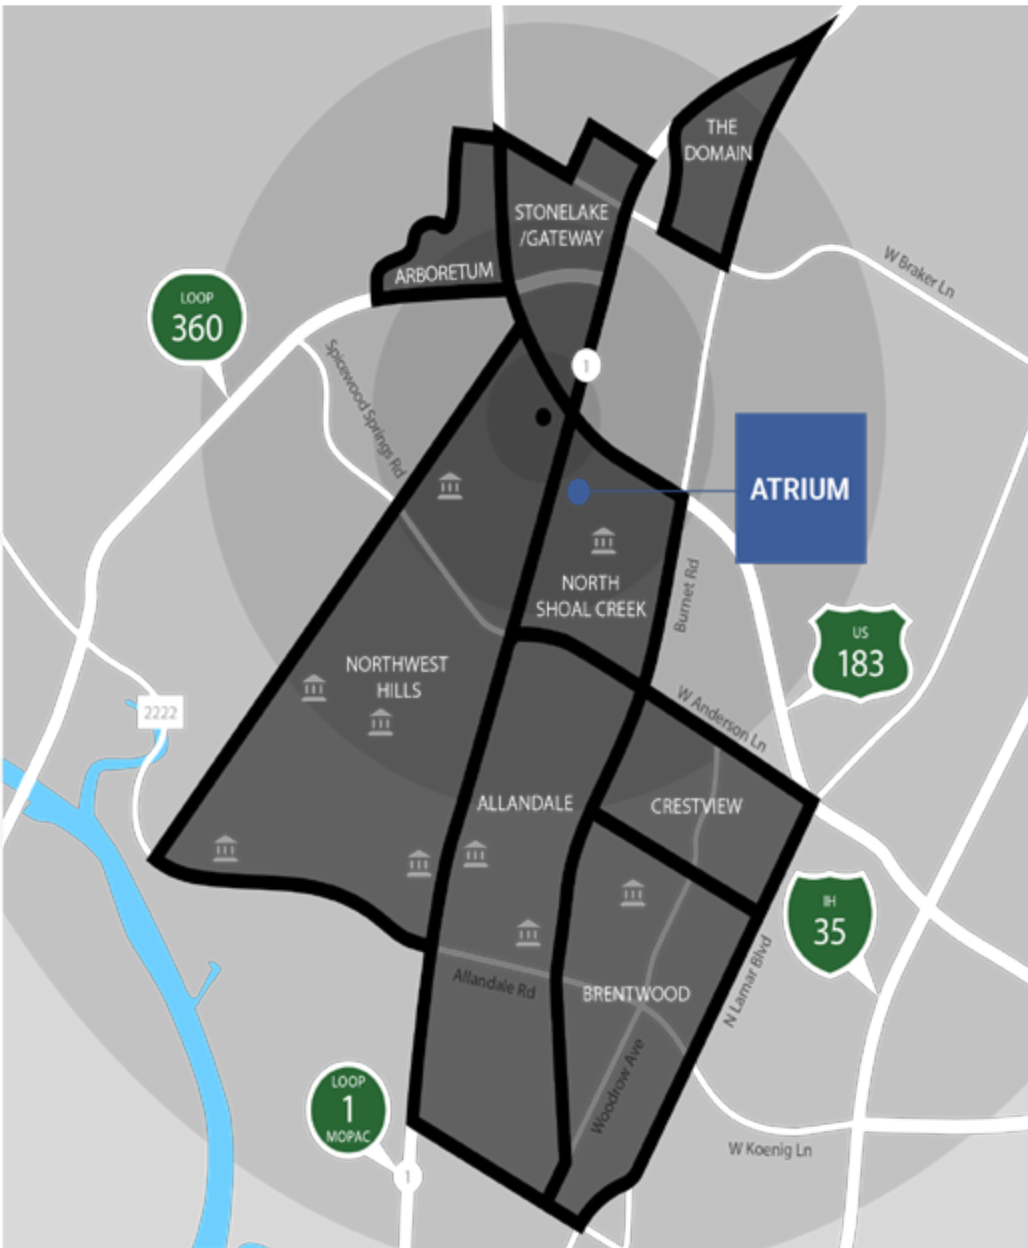 THE
DOMAIN
STONELAKE
/GATEWAY
ARBORETUM
W Braker Ln
LOOP
360
Spicewood Springs Rd
1
ATRIUM
NORTH
SHOAL CREEK
Burnet Rd
US
183
NORTHWEST
HILLS
2222
W Anderson Ln
ALLANDALE
CRESTVIEW
IH
35
Allandale Rd
BRENTWOOD
N Lamar Blvd
Woodrow Ave
LOOP
1
MOPAC
W Koenig Ln
1